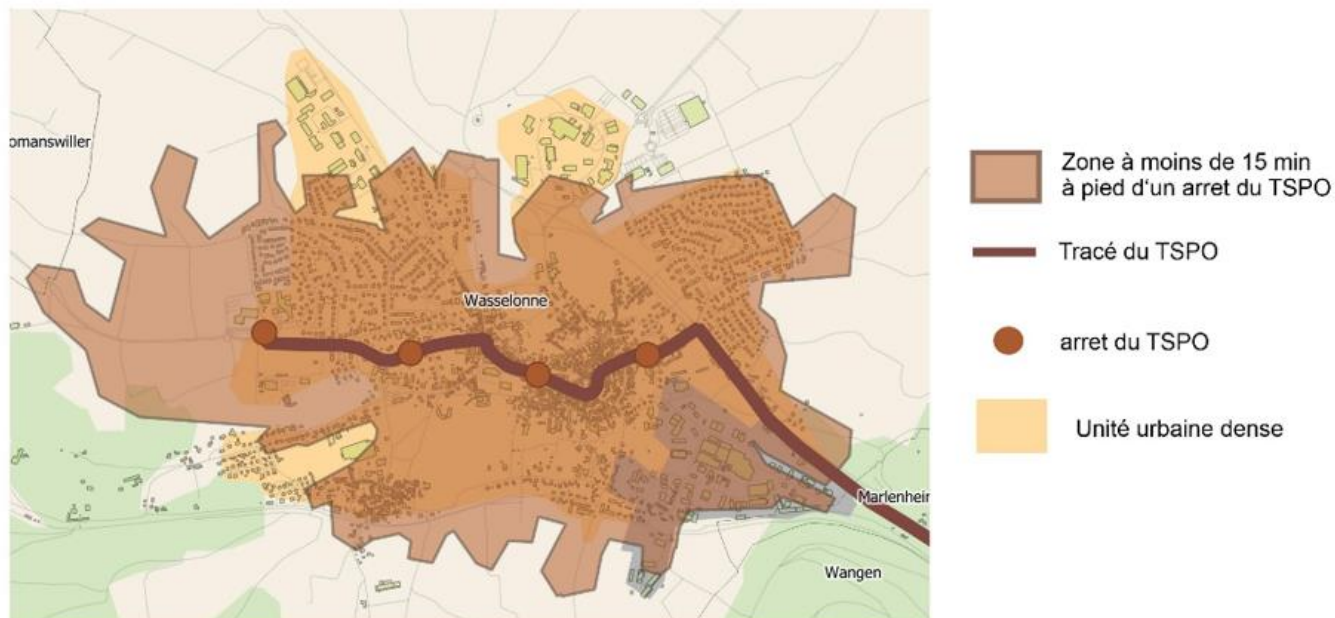 omanswiller
Wasselonne
Marlenhein
Wangen
Zone à moins de 15 min
à pied d'un arret du TSPO
Tracé du TSPO
arret du TSPO
Unité urbaine dense